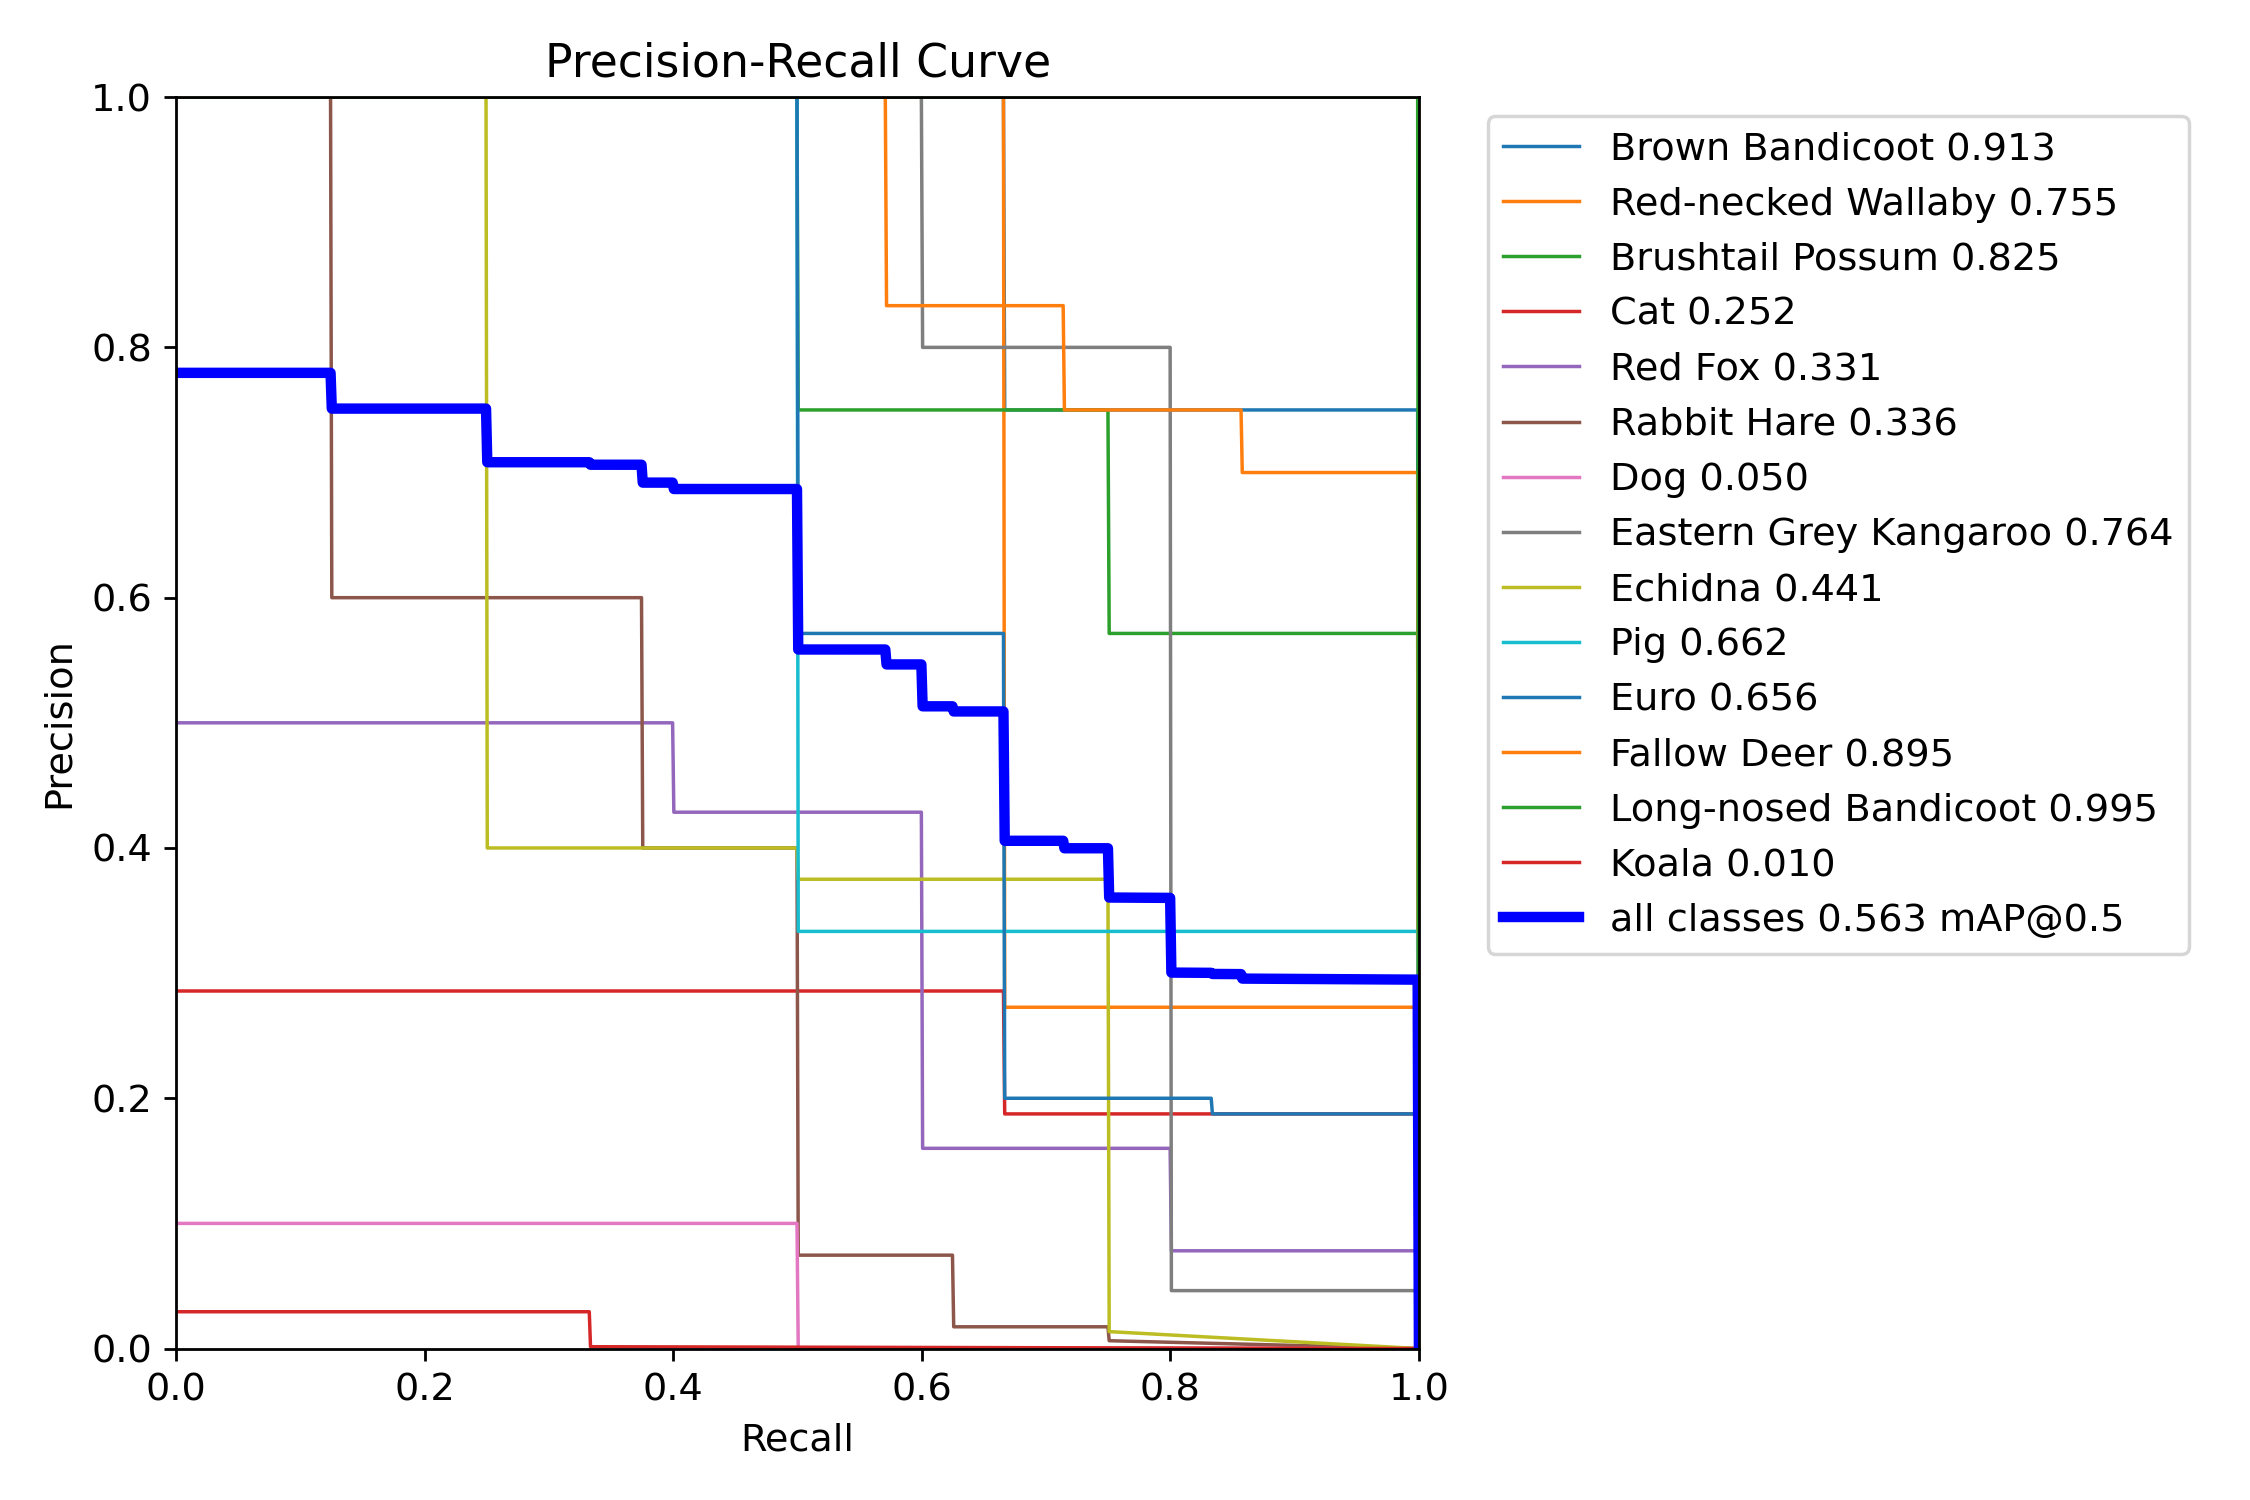 Precision-Recall Curve
1.0
0.8
0.6
0.4
0.2
0.0
Precision
0.0 0.2 0.4 0.6 0.8 1.0
Recall
Brown Bandicoot 0.913
Red-necked Wallaby 0.755
Brushtail Possum 0.825
Cat 0.252
Red Fox 0.331
Rabbit Hare 0.336
Dog 0.050
Eastern Grey Kangaroo 0.764
Echidna 0.441
Pig 0.662
Euro 0.656
Fallow Deer 0.895
Long-nosed Bandicoot 0.995
Koala 0.010
all classes 0.563 mAP@0.5